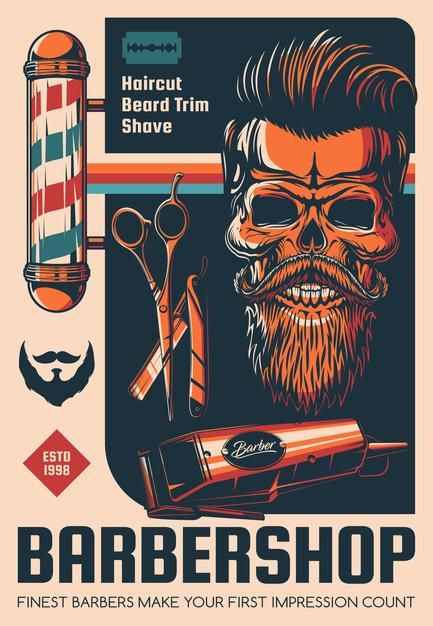 Haircut
Beard Trim
Shave
Barber
ESTD
1998
BARBERSHOP
FINEST BARBERS MAKE YOUR FIRST IMPRESSION COUNT